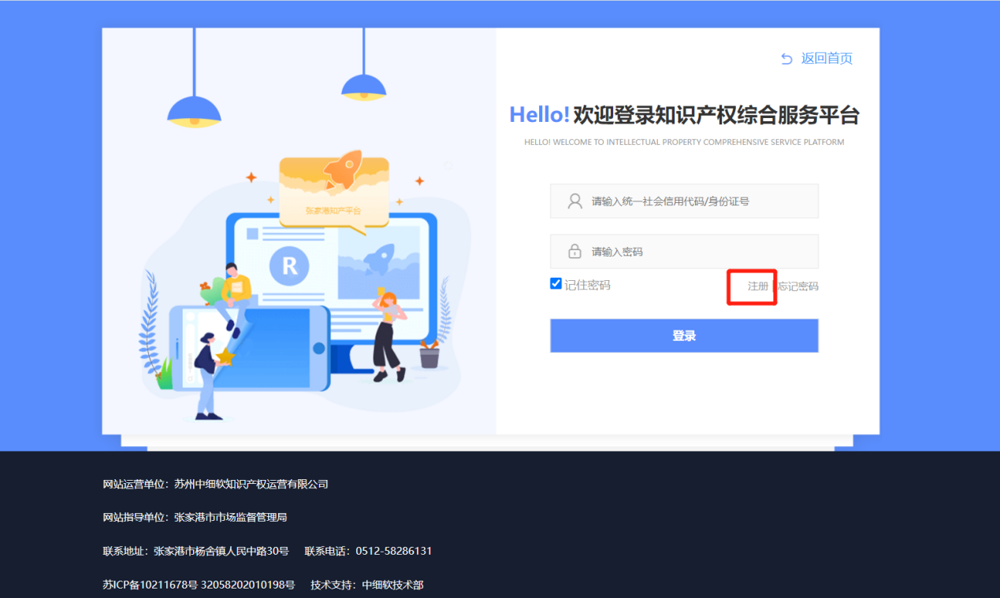 返回首页
Hello! 欢迎登录知识产权综合服务平台
HELLO! WELCOME TO INTELLECTUAL PROPERTY COMPREHENSIVE SERVICE PLATFORM
张家港知产平台
R
请输入统一社会信用代码/身份证号
请输入密码
记住密码 注册 | 忘记密码
登录
网站运营单位：苏州中细软知识产权运营有限公司
网站指导单位：张家港市市场监督管理局
联系地址：张家港市杨舍镇人民中路30号 联系电话：0512-58286131
苏ICP备10211678号 32058202010198号 技术支持：中细软技术部